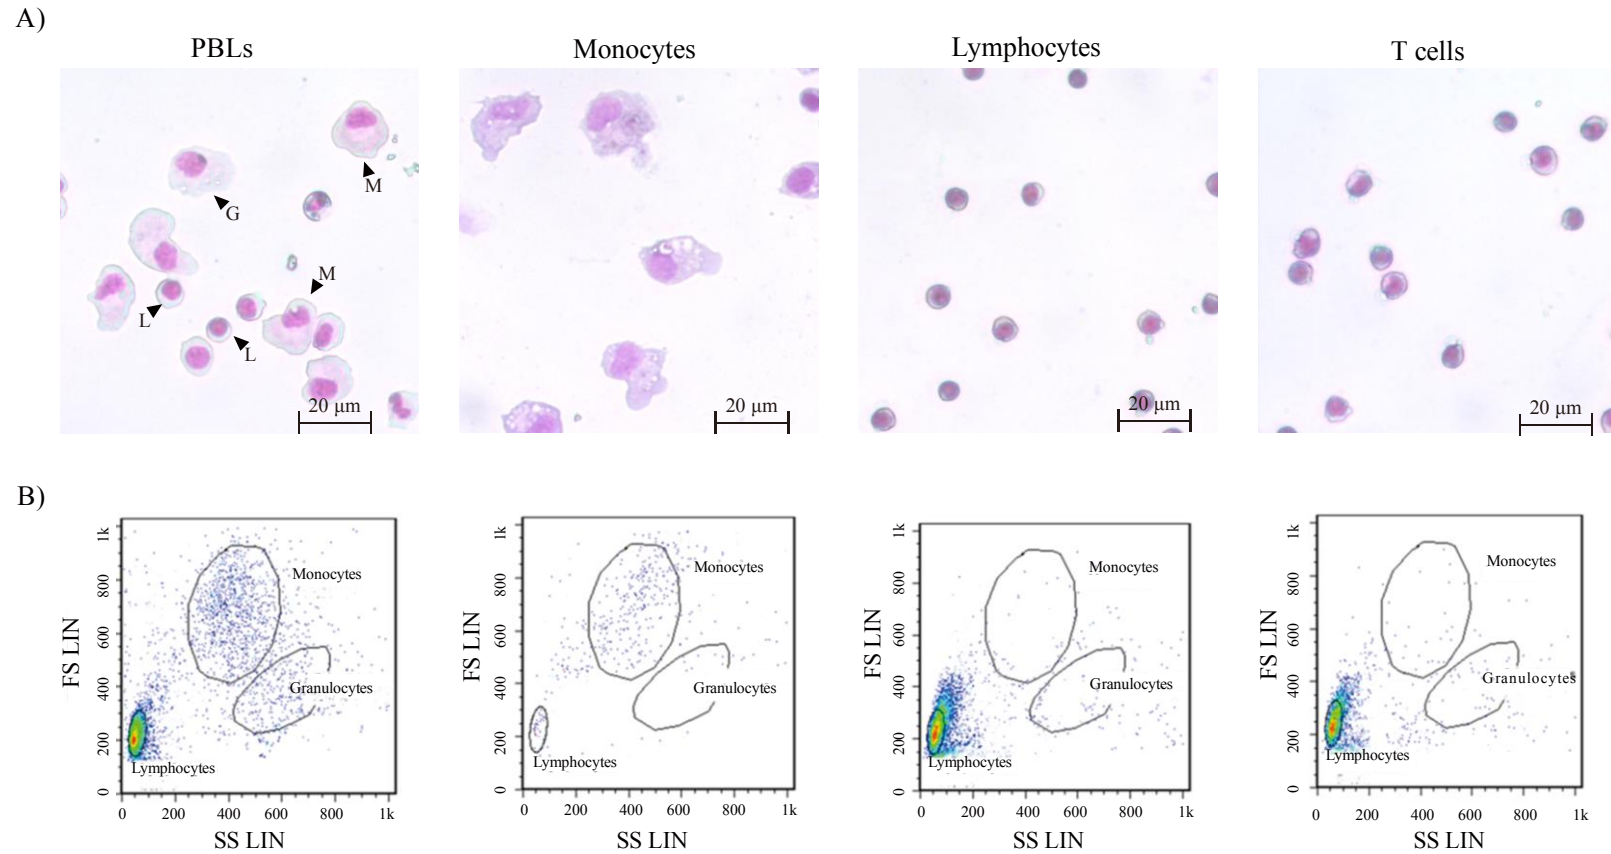 A)
PBLs
Monocytes
Lymphocytes
T cells
M
G
M
L
L
20 μm
20 μm
20 μm
20 μm
B)
1k
800
600
400
200
0
FS LIN
Monocytes
Granulocytes
Lymphocytes
0 200 400 600 800 1k
SS LIN
1k
800
600
400
200
0
FS LIN
Monocytes
Granulocytes
Lymphocytes
0 200 400 600 800 1k
SS LIN
1k
800
600
400
200
0
FS LIN
Monocytes
Granulocytes
Lymphocytes
0 200 400 600 800 1k
SS LIN
1k
800
600
400
200
0
FS LIN
Monocytes
Granulocytes
Lymphocytes
0 200 400 600 800 1k
SS LIN